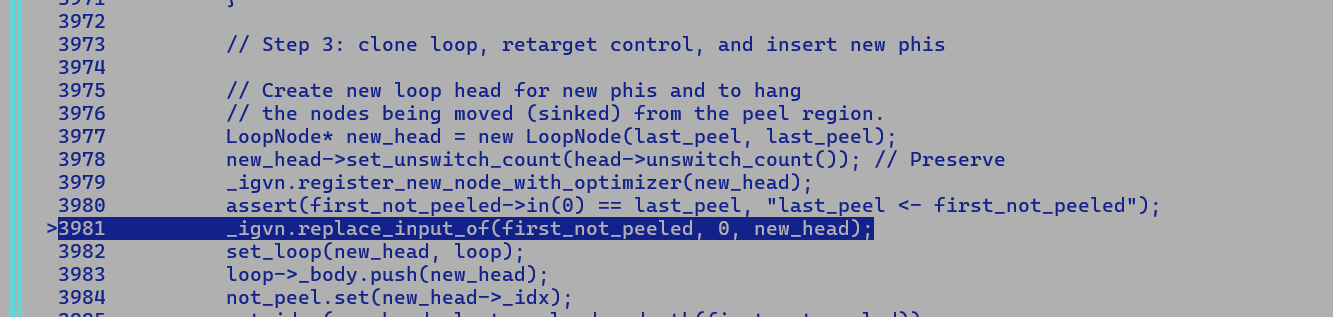 3971 }
3972
3973 // Step 3: clone loop, retarget control, and insert new phis
3974
3975 // Create new loop head for new phis and to hang
3976 // the nodes being moved (sinked) from the peel region.
3977 LoopNode* new_head = new LoopNode(last_peel, last_peel);
3978 new_head->set_unswitch_count(head->unswitch_count()); // Preserve
3979 _igvn.register_new_node_with_optimizer(new_head);
3980 assert(first_not_peeled->in(0) == last_peel, "last_peel <- first_not_peeled");
>3981 _igvn.replace_input_of(first_not_peeled, 0, new_head);
3982 set_loop(new_head, loop);
3983 loop->_body.push(new_head);
3984 not_peel.set(new_head->_idx);